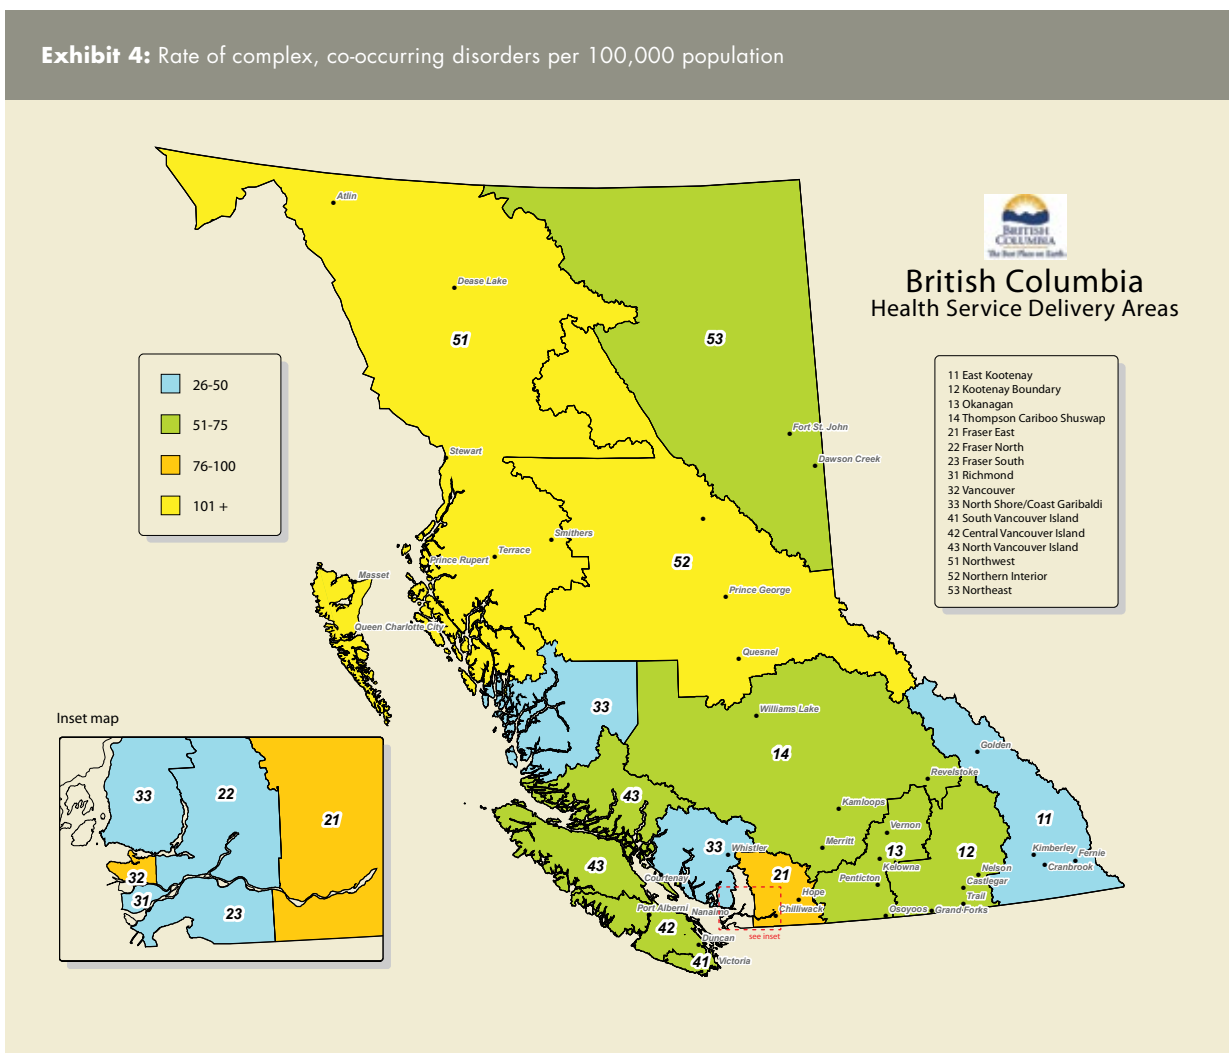 Exhibit 4: Rate of complex, co-occurring disorders per 100,000 population
BRITISH
COLUMBIA
The Best Place on Earth
British Columbia
Health Service Delivery Areas
11 East Kootenay
12 Kootenay Boundary
13 Okanagan
14 Thompson Cariboo Shuswap
21 Fraser East
22 Fraser North
23 Fraser South
31 Richmond
32 Vancouver
33 North Shore/Coast Garibaldi
41 South Vancouver Island
42 Central Vancouver Island
43 North Vancouver Island
51 Northwest
52 Northern Interior
53 Northeast
26-50
51-75
76-100
101 +
Atlin
Dease Lake
51
53
Fort St. John
Dawson Creek
Stewart
Smithers
Terrace
Prince Rupert
52
Masset
Prince George
Queen Charlotte City
Quesnel
33
Williams Lake
14
Golden
Revelstoke
43
Kamloops
11
Vernon
Merritt
33
Whistler
13
12
Kimberley
Fernie
Cranbrook
43
Kelowna
Nelson
21
Courtenay
Penticton
Castlegar
Hope
Trail
Port Alberni
Nanaimo
Chilliwack
Osoyoos
Grand Forks
42
see inset
Duncan
41
Victoria
Inset map
33
22
21
32
31
23